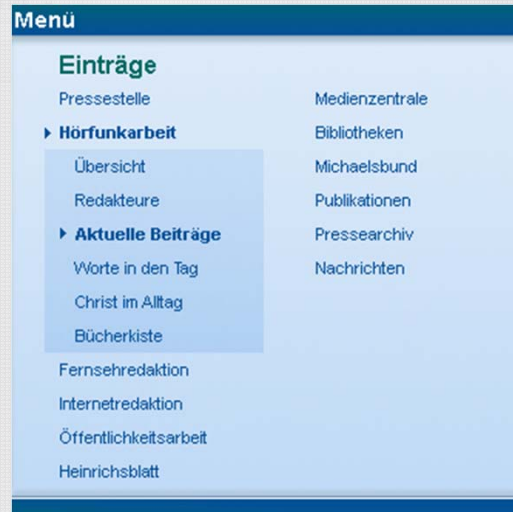 Menü
Einträge
Pressestelle
Hörfunkarbeit
Übersicht
Redakteure
Aktuelle Beiträge
Worte in den Tag
Christ im Alltag
Bücherkiste
Fernsehredaktion
Internetredaktion
Öffentlichkeitsarbeit
Heinrichsblatt
Medienzentrale
Bibliotheken
Michaelsbund
Publikationen
Pressearchiv
Nachrichten